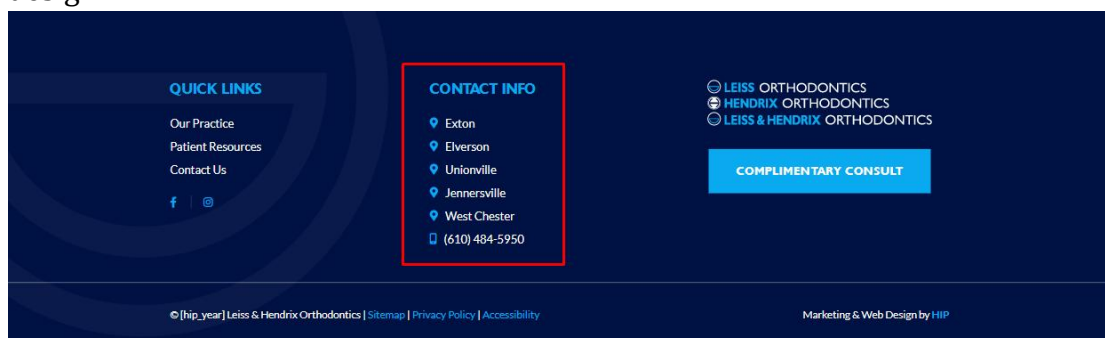 QUICK LINKS
Our Practice
Patient Resources
Contact Us
CONTACT INFO
Exton
Elverson
Unionville
Jennersville
West Chester
(610) 484-5950
LEISS ORTHODONTICS
HENDRIX ORTHODONTICS
LEISS & HENDRIX ORTHODONTICS
COMPLIMENTARY CONSULT
© [hip_year] Leiss & Hendrix Orthodontics | Sitemap | Privacy Policy | Accessibility
Marketing & Web Design by HIP